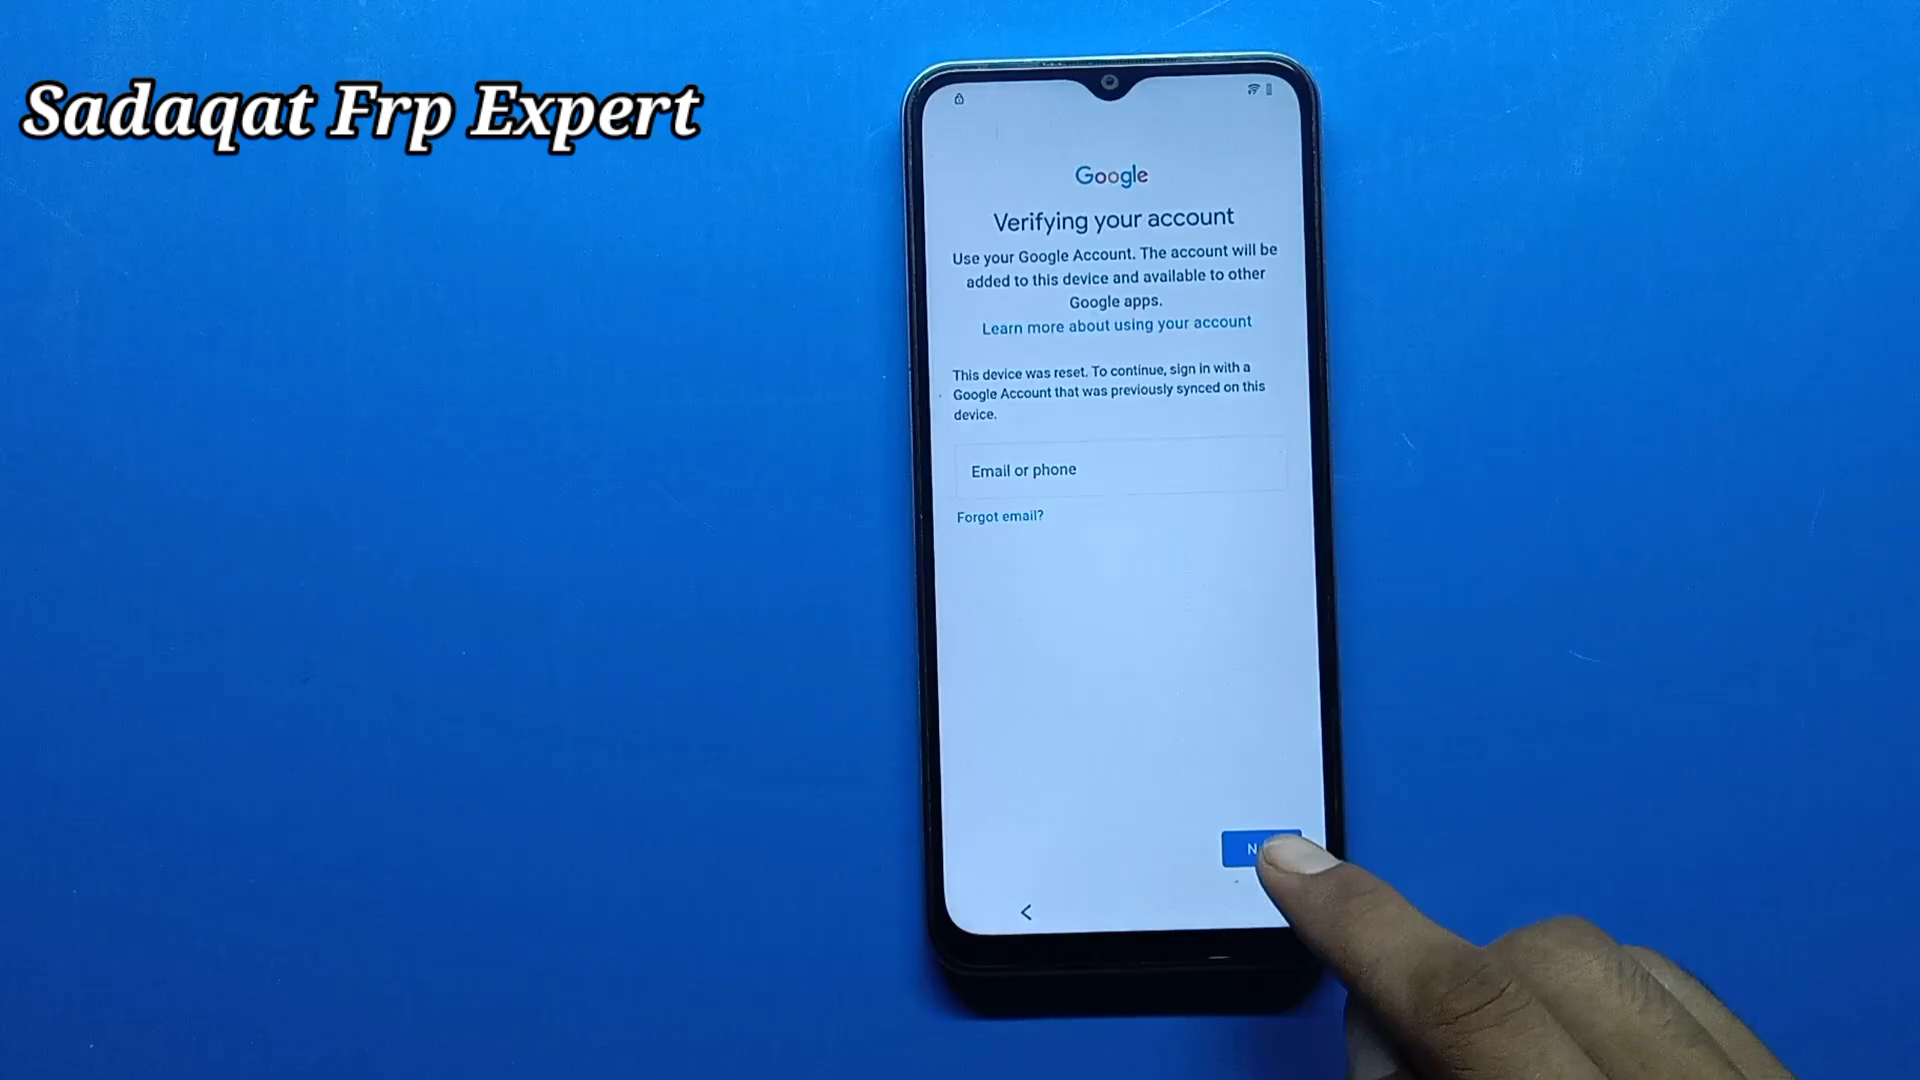 Sadaqat Frp Expert
Google
Verifying your account
Use your Google Account. The account will be
added to this device and available to other
Google apps.
Learn more about using your account
This device was reset. To continue, sign in with a
Google Account that was previously synced on this
device.
Email or phone
Forgot email?